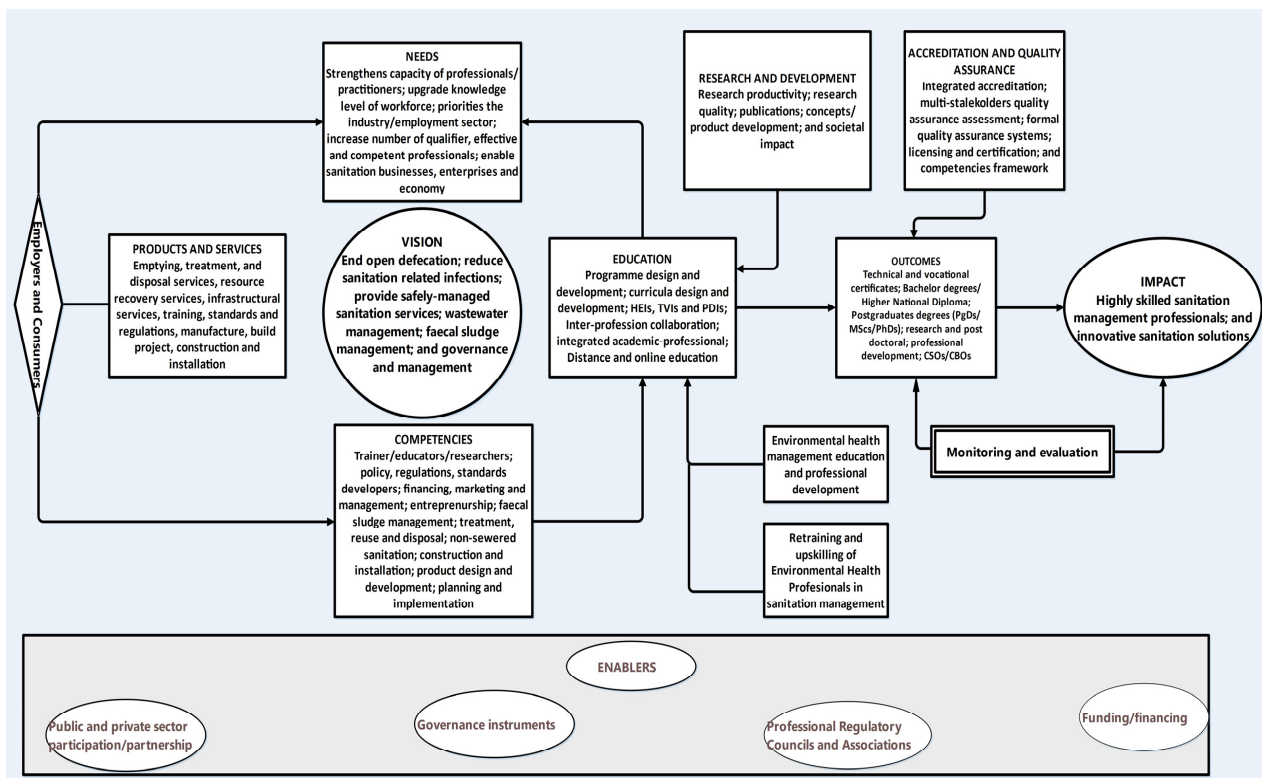 NEEDS
Strengthens capacity of professionals/
practitioners; upgrade knowledge
level of workforce; priorities the
industry/employment sector;
increase number of qualifier, effective
and competent professionals; enable
sanitation businesses, enterprises and
economy
RESEARCH AND DEVELOPMENT
Research productivity; research
quality; publications; concepts/
product development; and societal
impact
ACCREDITATION AND QUALITY
ASSURANCE
Integrated accreditation;
multi-stakeholders quality
assurance assessment; formal
quality assurance systems;
licensing and certification; and
competencies framework
Employers and Consumers
PRODUCTS AND SERVICES
Emptying, treatment, and
disposal services, resource
recovery services, infrastructural
services, training, standards and
regulations, manufacture, build
project, construction and
installation
VISION
End open defecation; reduce
sanitation related infections;
provide safely-managed
sanitation services; wastewater
management; faecal sludge
management; and governance
and management
EDUCATION
Programme design and
development; curricula design and
development; HEIs, TVIs and PDIs;
Inter-profession collaboration;
integrated academic-professional;
Distance and online education
OUTCOMES
Technical and vocational
certificates; Bachelor degrees/
Higher National Diploma;
Postgraduates degrees (PgDs/
MScs/PhDs); research and post
doctoral; professional
development; CSOs/CBOs
IMPACT
Highly skilled sanitation
management professionals; and
innovative sanitation solutions
COMPETENCIES
Trainer/educators/researchers;
policy, regulations, standards
developers; financing, marketing and
management; entreprenurship; faecal
sludge management; treatment,
reuse and disposal; non-sewered
sanitation; construction and
installation; product design and
development; planning and
implementation
Environmental health
management education
and professional
development
Monitoring and evaluation
Retraining and
upskilling of
Environmental Health
Profesionals in
sanitation management
ENABLERS
Public and private sector
participation/partnership
Governance instruments
Professional Regulatory
Councils and Associations
Funding/financing